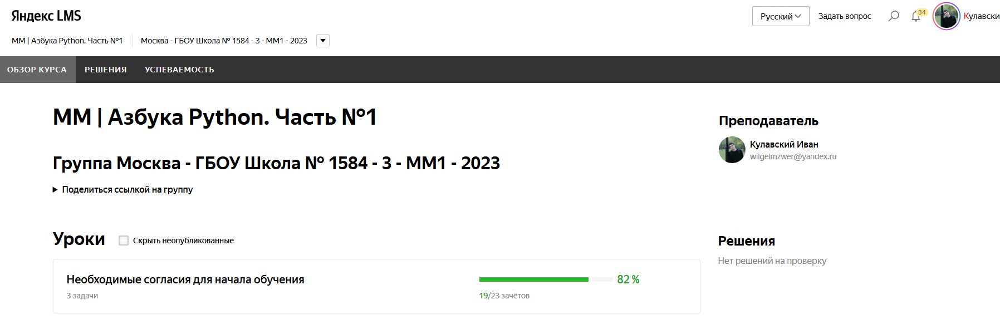 Яндекс LMS
Русский
Задать вопрос
34
Кулавски
ММ | Азбука Python. Часть №1
Москва - ГБОУ Школа № 1584 - 3 - ММ1 - 2023
ОБЗОР КУРСА
РЕШЕНИЯ
УСПЕВАЕМОСТЬ
ММ | Азбука Python. Часть №1
Группа Москва - ГБОУ Школа № 1584 - 3 - ММ1 - 2023
Поделиться ссылкой на группу
Преподаватель
Кулавский Иван
wilgelmzwer@yandex.ru
Уроки
Скрыть неопубликованные
Необходимые согласия для начала обучения
3 задачи
82 %
19/23 зачётов
Решения
Нет решений на проверку